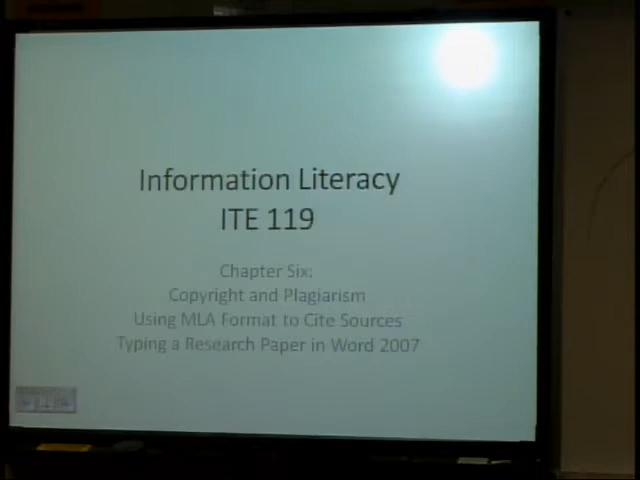 Information Literacy
ITE 119
Chapter Six:
Copyright and Plagiarism
Using MLA Format to Cite Sources
Typing a Research Paper in Word 2007